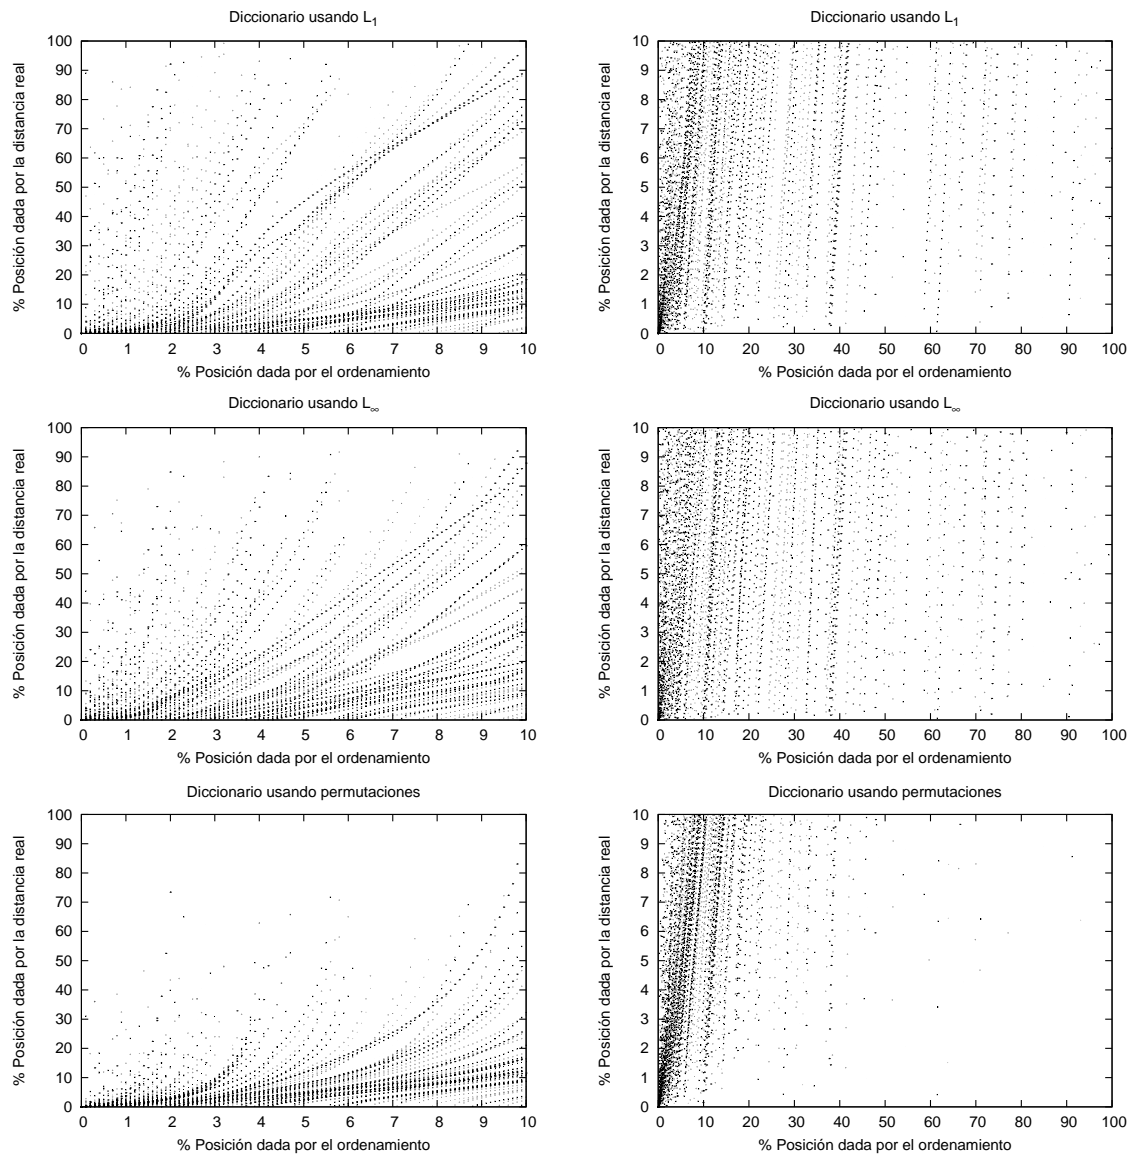 Diccionario usando L1
% Posición dada por la distancia real
100
90
80
70
60
50
40
30
20
10
0
0 1 2 3 4 5 6 7 8 9 10
% Posición dada por el ordenamiento
Diccionario usando L1
% Posición dada por la distancia real
10
9
8
7
6
5
4
3
2
1
0
0 10 20 30 40 50 60 70 80 90 100
% Posición dada por el ordenamiento
Diccionario usando L∞
% Posición dada por la distancia real
100
90
80
70
60
50
40
30
20
10
0
0 1 2 3 4 5 6 7 8 9 10
% Posición dada por el ordenamiento
Diccionario usando L∞
% Posición dada por la distancia real
10
9
8
7
6
5
4
3
2
1
0
0 10 20 30 40 50 60 70 80 90 100
% Posición dada por el ordenamiento
Diccionario usando permutaciones
% Posición dada por la distancia real
100
90
80
70
60
50
40
30
20
10
0
0 1 2 3 4 5 6 7 8 9 10
% Posición dada por el ordenamiento
Diccionario usando permutaciones
% Posición dada por la distancia real
10
9
8
7
6
5
4
3
2
1
0
0 10 20 30 40 50 60 70 80 90 100
% Posición dada por el ordenamiento